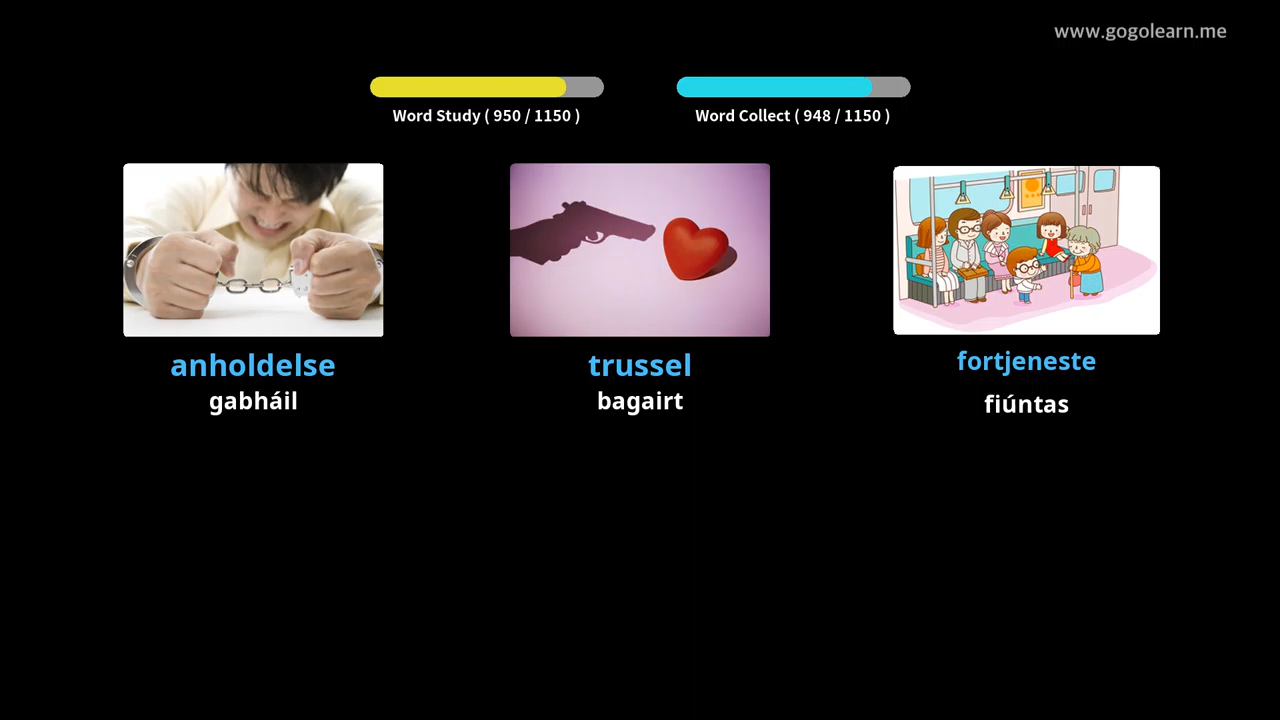 www.gogolearn.me
Word Study ( 950 / 1150 )
Word Collect ( 948 / 1150 )
anholdelse
gabháil
trussel
bagairt
fortjeneste
fiúntas